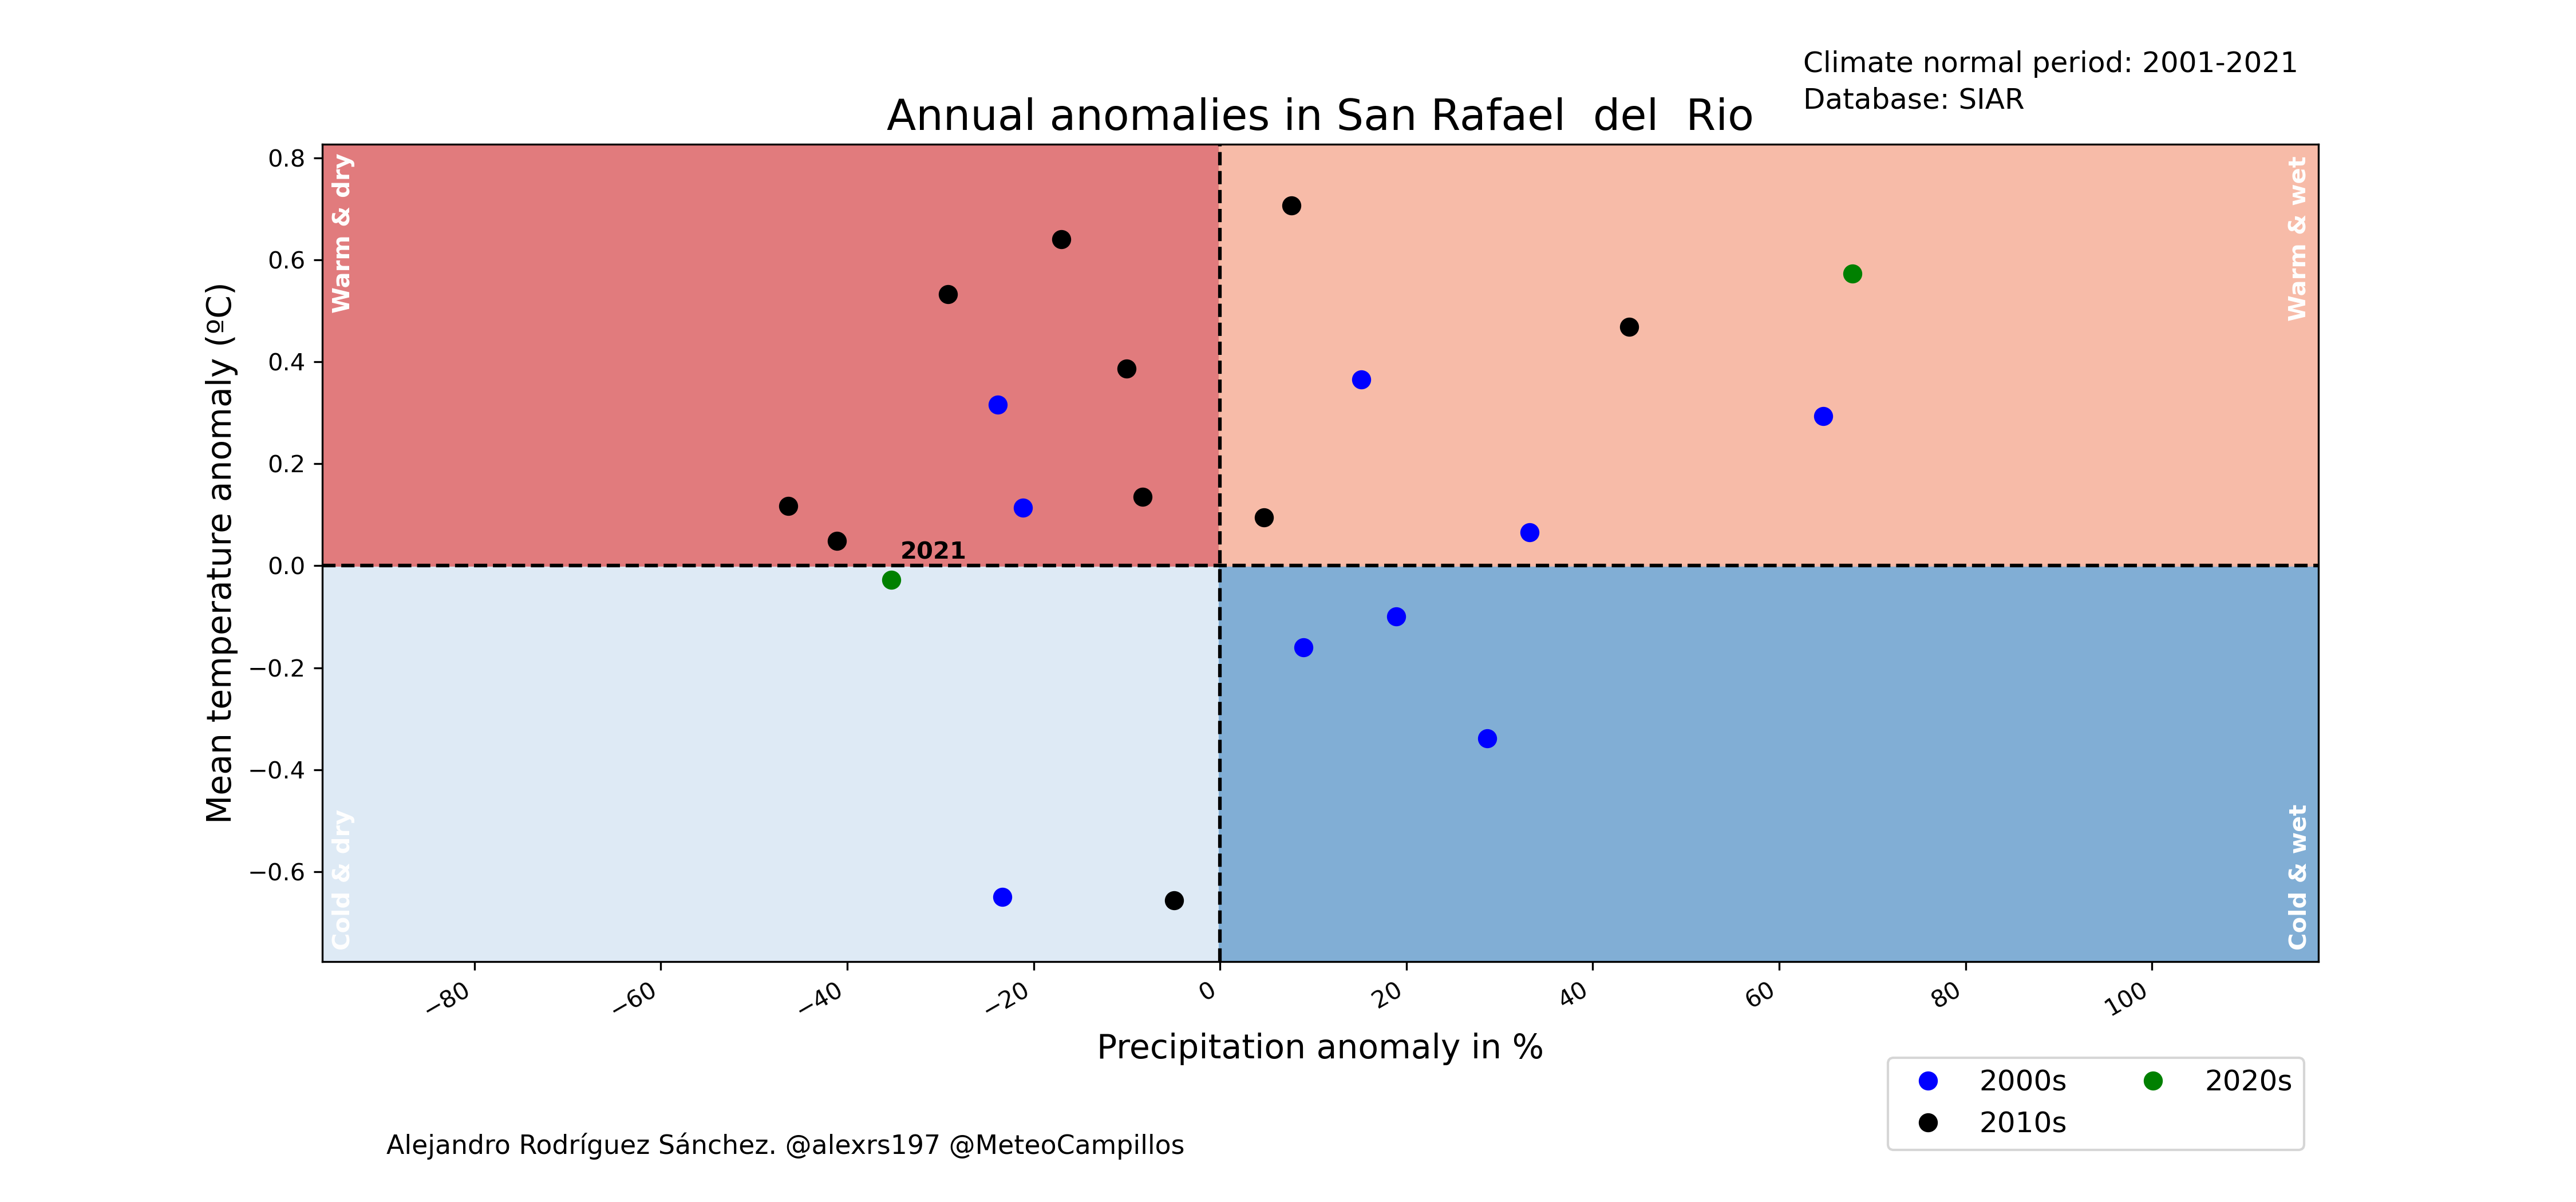 Climate normal period: 2001-2021
Database: SIAR
Annual anomalies in San Rafael  del  Rio
Warm & dry
Warm & wet
Mean temperature anomaly (ºC)
0.8
0.6
0.4
0.2
0.0
−0.2
−0.4
−0.6
2021
Cold & dry
Cold & wet
−80
−60
−40
−20
0
20
40
60
80
100
Precipitation anomaly in %
2000s
2010s
2020s
Alejandro Rodríguez Sánchez. @alexrs197 @MeteoCampillos